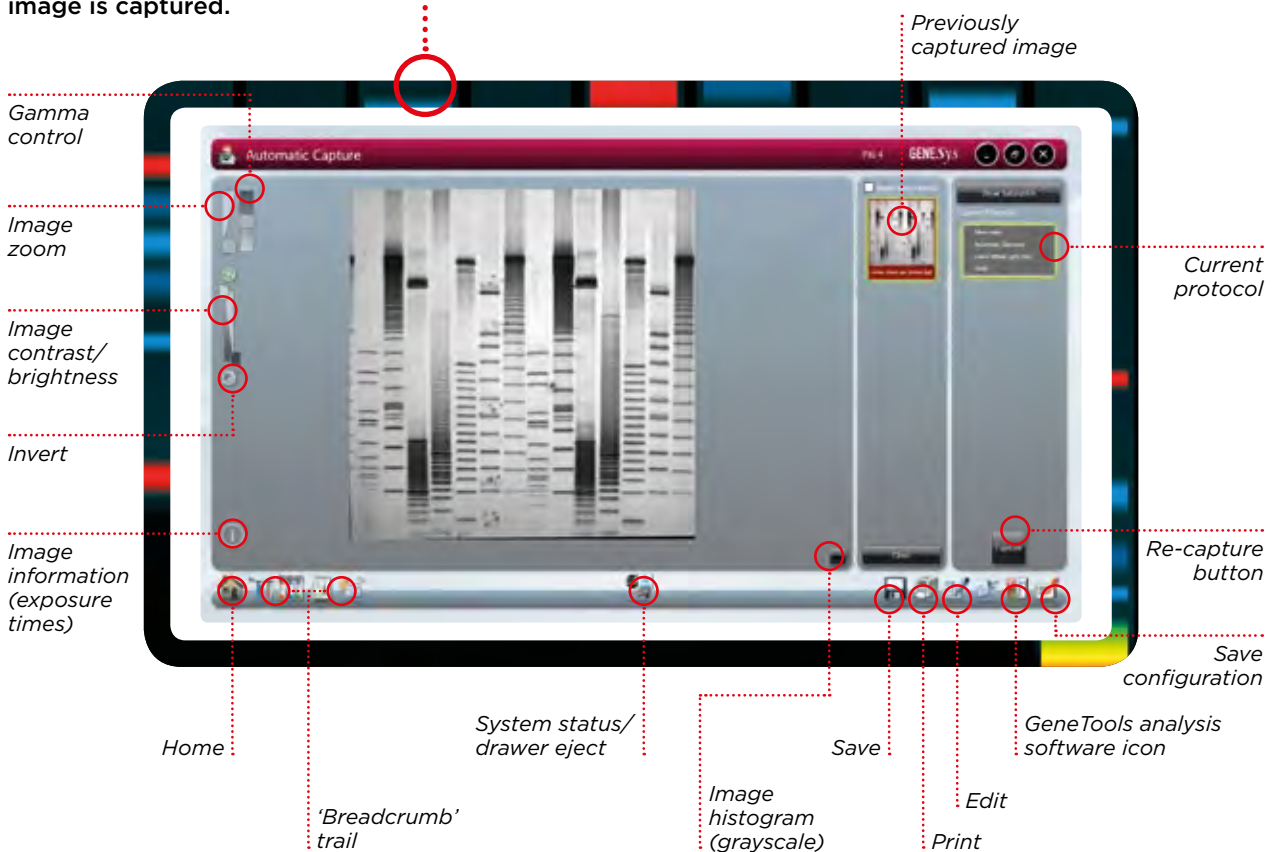 image is captured.
Previously
captured image
Gamma
control
Automatic Capture
GENESys
Image
zoom
Current
protocol
Image
contrast/
brightness
Invert
Image
information
(exposure
times)
Re-capture
button
Save
configuration
Home
System status/
drawer eject
Save
GeneTools analysis
software icon
'Breadcrumb'
trail
Image
histogram
(grayscale)
Edit
Print